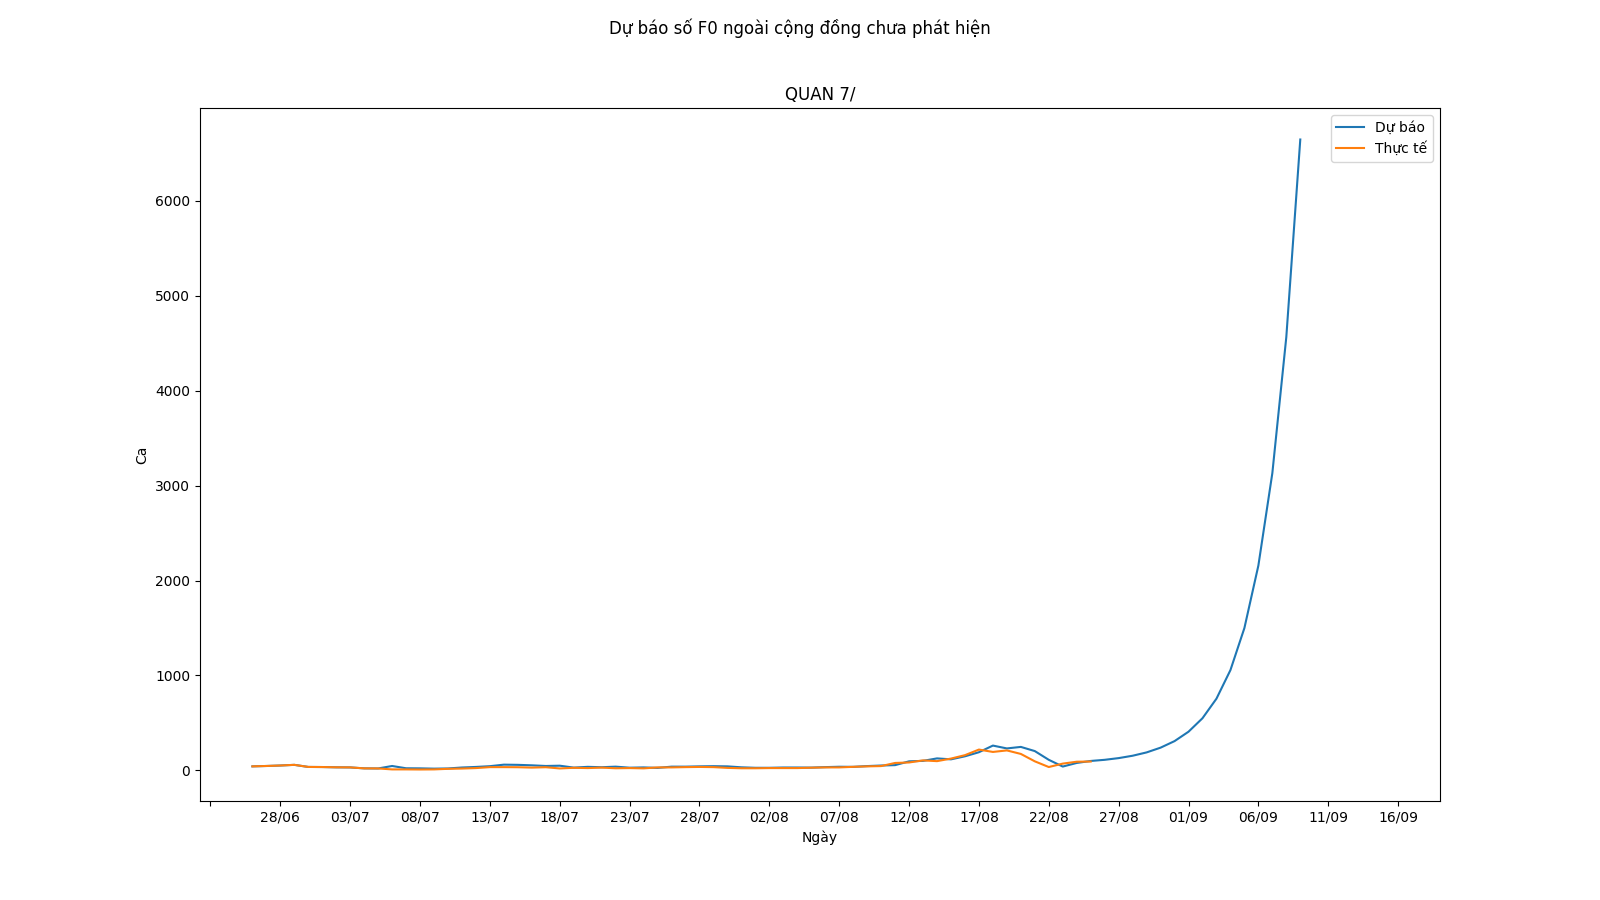 Dự báo số F0 ngoài cộng đồng chưa phát hiện
QUAN 7/
Dự báo
Thực tế
6000
5000
4000
3000
2000
1000
0
Ca
28/06 03/07 08/07 13/07 18/07 23/07 28/07 02/08 07/08 12/08 17/08 22/08 27/08 01/09 06/09 11/09 16/09
Ngày